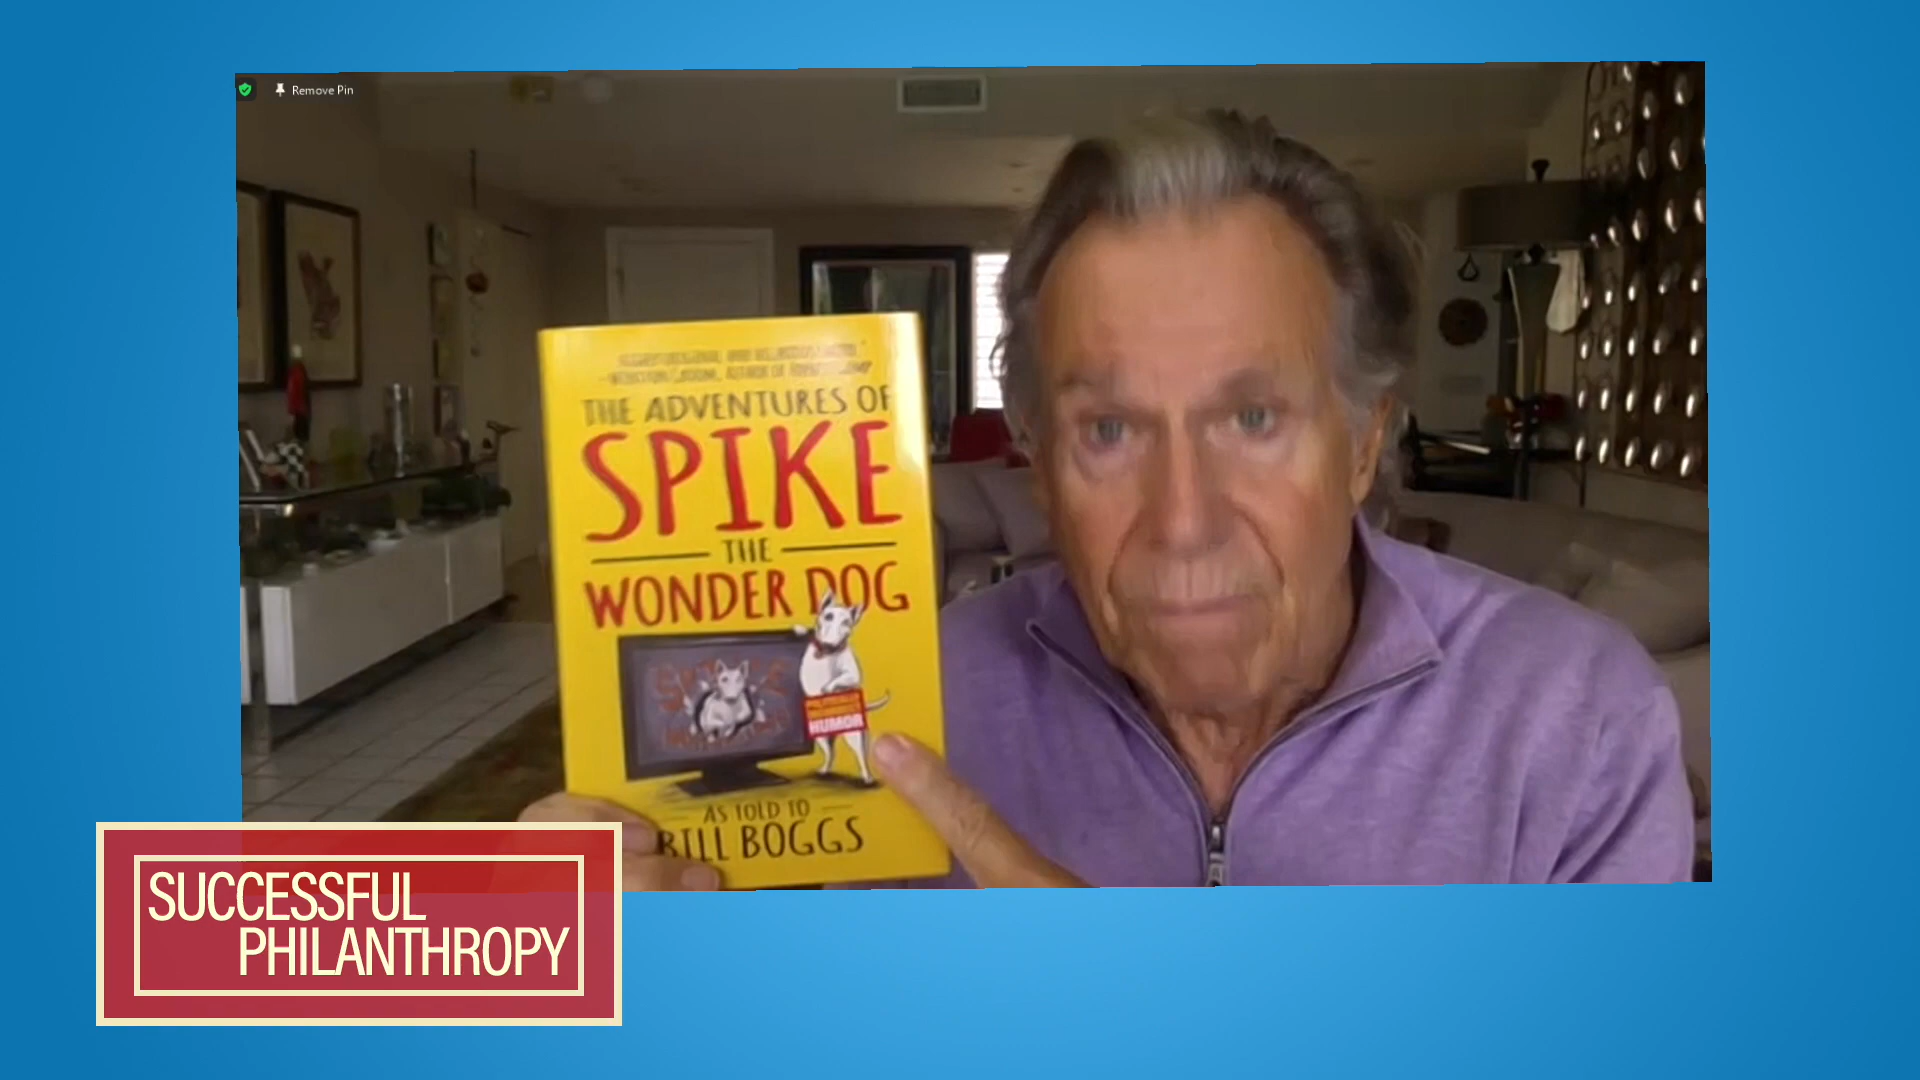 Remove Pin
THE ADVENTURES OF
SPIKE
THE
WONDER DOG
HUMOR
AS TOLD TO
BILL BOGGS
SUCCESSFUL
PHILANTHROPY